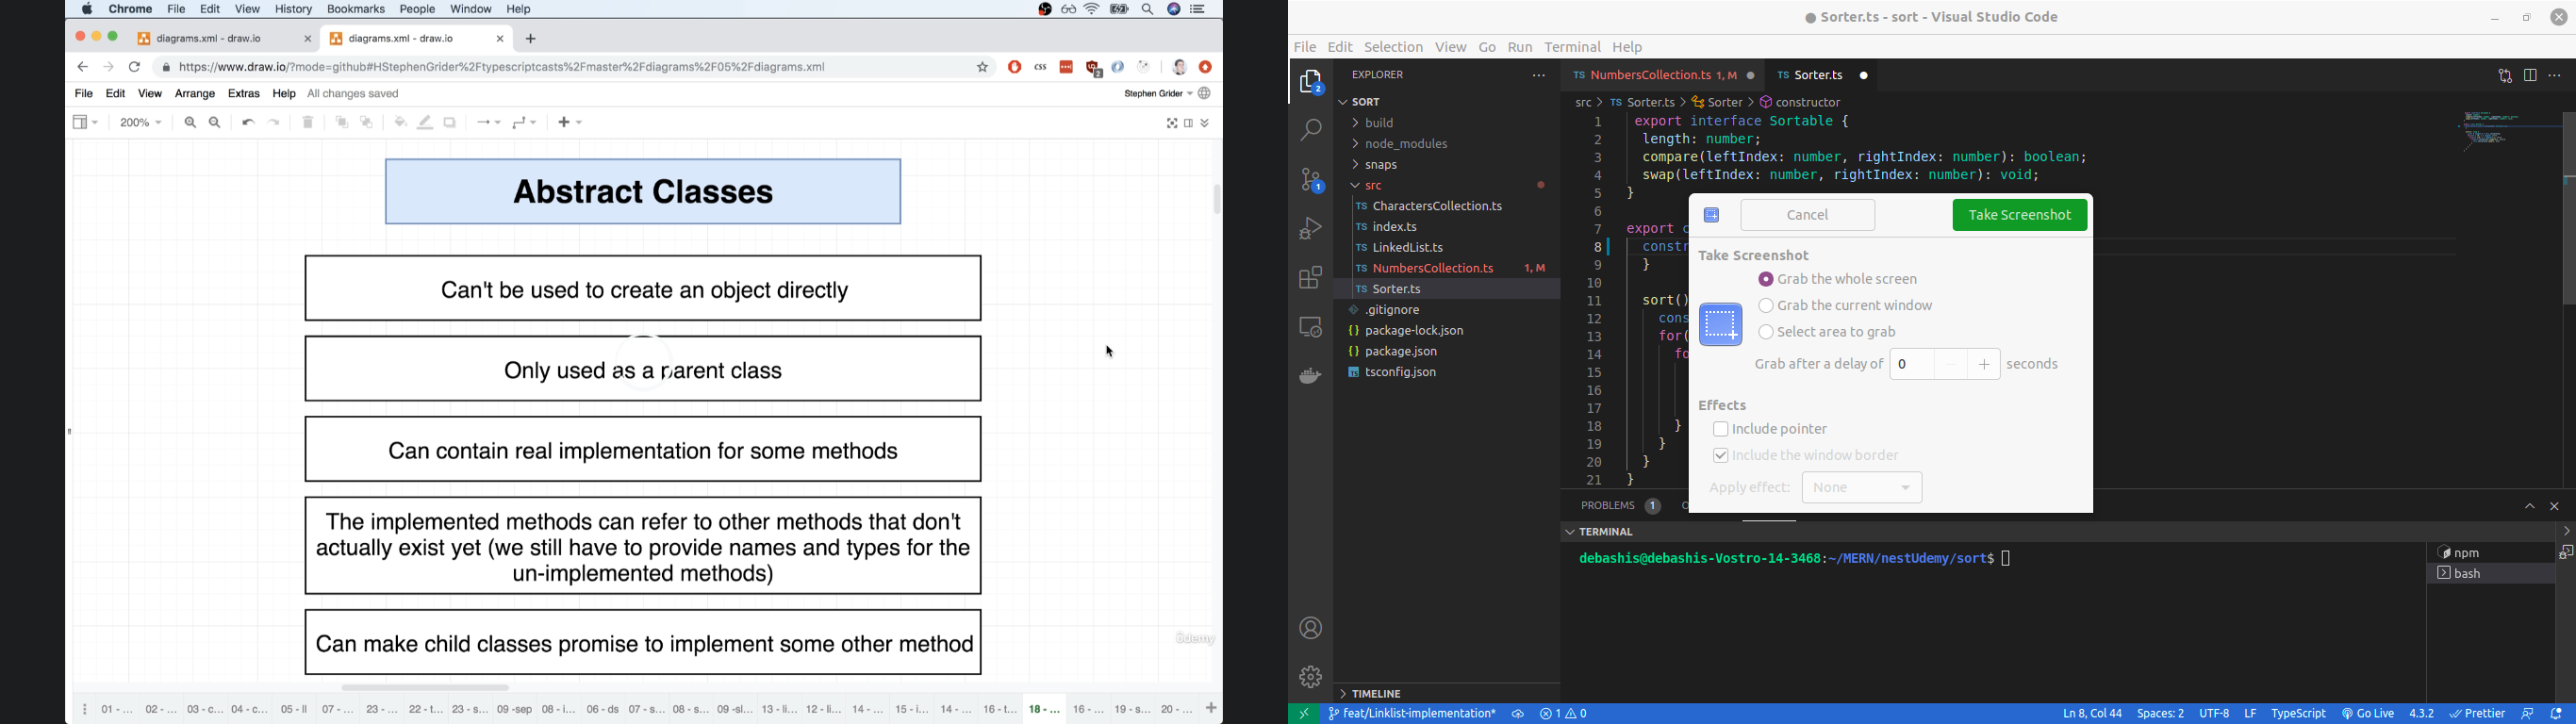 Chrome File Edit View History Bookmarks People Window Help
diagrams.xml - draw.io
diagrams.xml - draw.io
https://www.draw.io/?mode=github#HStephenGrider%2Ftypescriptcasts%2Fmaster%2Fdiagrams%2F05%2Fdiagrams.xml
css
2
File Edit View Arrange Extras Help All changes saved
Stephen Grider
200%
Abstract Classes
Can't be used to create an object directly
Only used as a parent class
Can contain real implementation for some methods
The implemented methods can refer to other methods that don't
actually exist yet (we still have to provide names and types for the
un-implemented methods)
Can make child classes promise to implement some other method
ûdemy
01 - ... 02 - ... 03 - c... 04 - c... 05 - ll 07 - ... 23 - ... 22 - t... 23 - s... 09 -sep 08 - i... 06 - ds 07 - s... 08 - s... 09 -sl... 13 - li... 12 - li... 14 - ... 15 - i... 14 - ... 16 - t... 18 - ... 16 - ... 19 - s... 20 - ...
● Sorter.ts - sort - Visual Studio Code
File Edit Selection View Go Run Terminal Help
2
1
EXPLORER
SORT
build
node_modules
snaps
src
TS CharactersCollection.ts
TS index.ts
TS LinkedList.ts
TS NumbersCollection.ts 1, M
TS Sorter.ts
.gitignore
{} package-lock.json
{} package.json
TS tsconfig.json
TIMELINE
TS NumbersCollection.ts 1, M ●
TS Sorter.ts ●
src > TS Sorter.ts > Sorter > constructor
1 export interface Sortable {
2 length: number;
3 compare(leftIndex: number, rightIndex: number): boolean;
4 swap(leftIndex: number, rightIndex: number): void;
5 }
6
7 export c
8 constr
9 }
10
11 sort()
12 cons
13 for(
14 fo
15
16
17
18 }
19 }
20 }
21 }
Cancel
Take Screenshot
Take Screenshot
Grab the whole screen
Grab the current window
Select area to grab
Grab after a delay of 0 − + seconds
Effects
Include pointer
Include the window border
Apply effect: None
PROBLEMS 1
TERMINAL
debashis@debashis-Vostro-14-3468:~/MERN/nestUdemy/sort$
npm
bash
feat/Linklist-implementation* 1 0
Ln 8, Col 44 Spaces: 2 UTF-8 LF TypeScript Go Live 4.3.2 Prettier